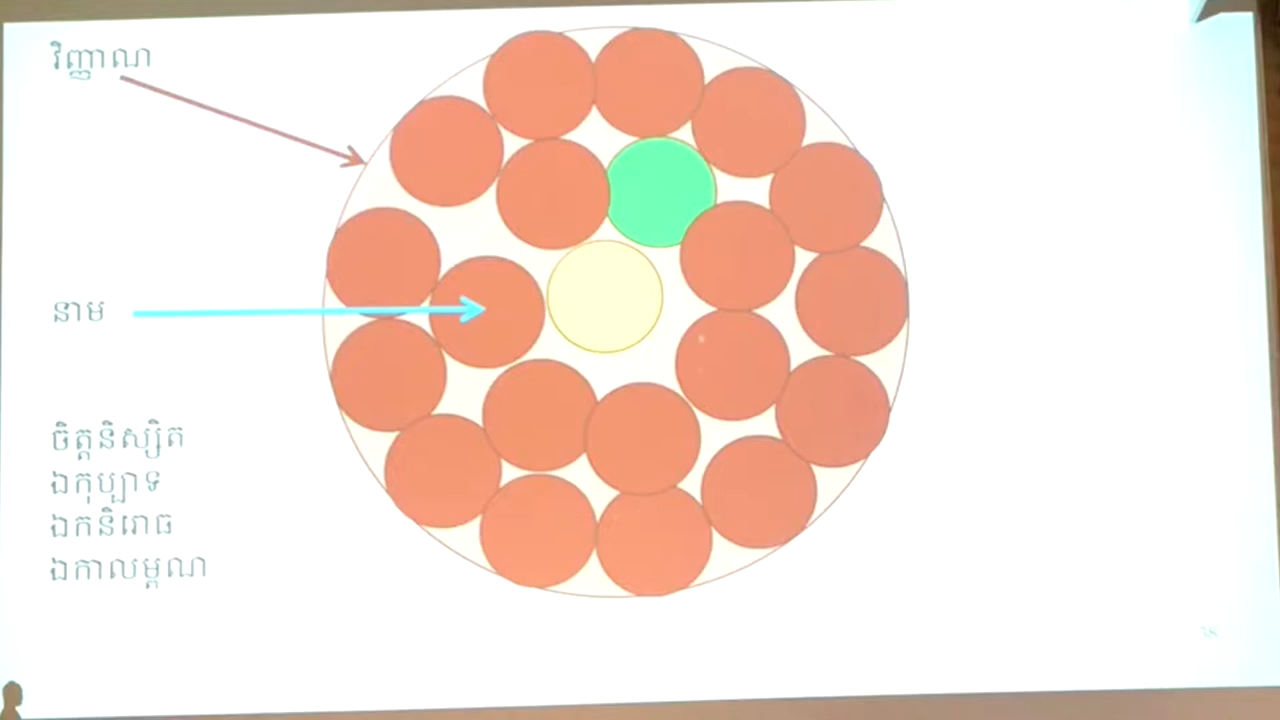 វិញ្ញាណ
នាម
ចិត្តនិស្សិត
ឯកុប្បាទ
ឯកនិរោធ
ឯកាលម្ពណ
38